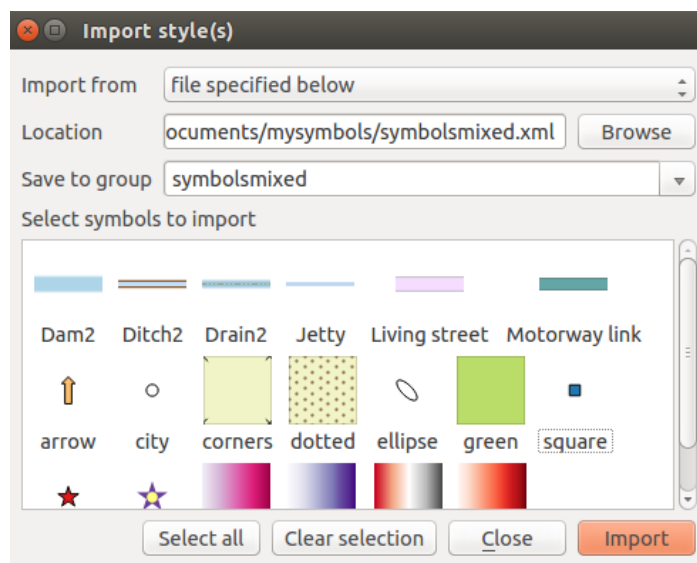 Import style(s)
Import from file specified below
Location ocuments/mysymbols/symbolsmixed.xml Browse
Save to group symbolsmixed
Select symbols to import
Dam2 Ditch2 Drain2 Jetty Living street Motorway link
arrow city corners dotted ellipse green square
Select all Clear selection Close Import